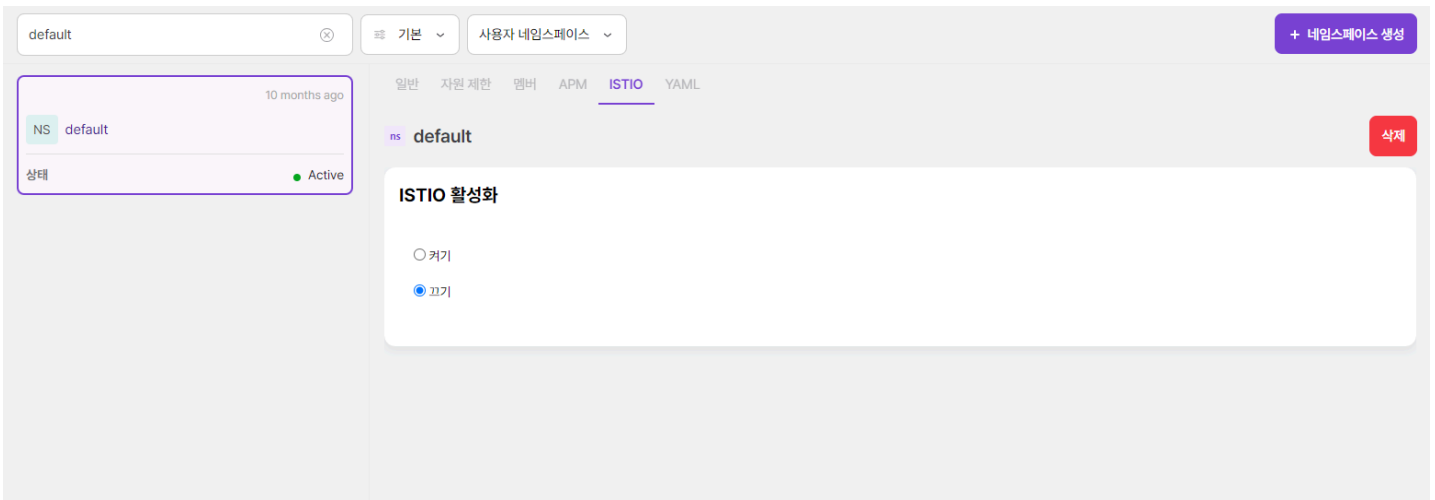 default 기본 사용자 네임스페이스 + 네임스페이스 생성
10 months ago
NS default
상태 Active
일반 자원 제한 멤버 APM ISTIO YAML
ns default 삭제
ISTIO 활성화
켜기
끄기